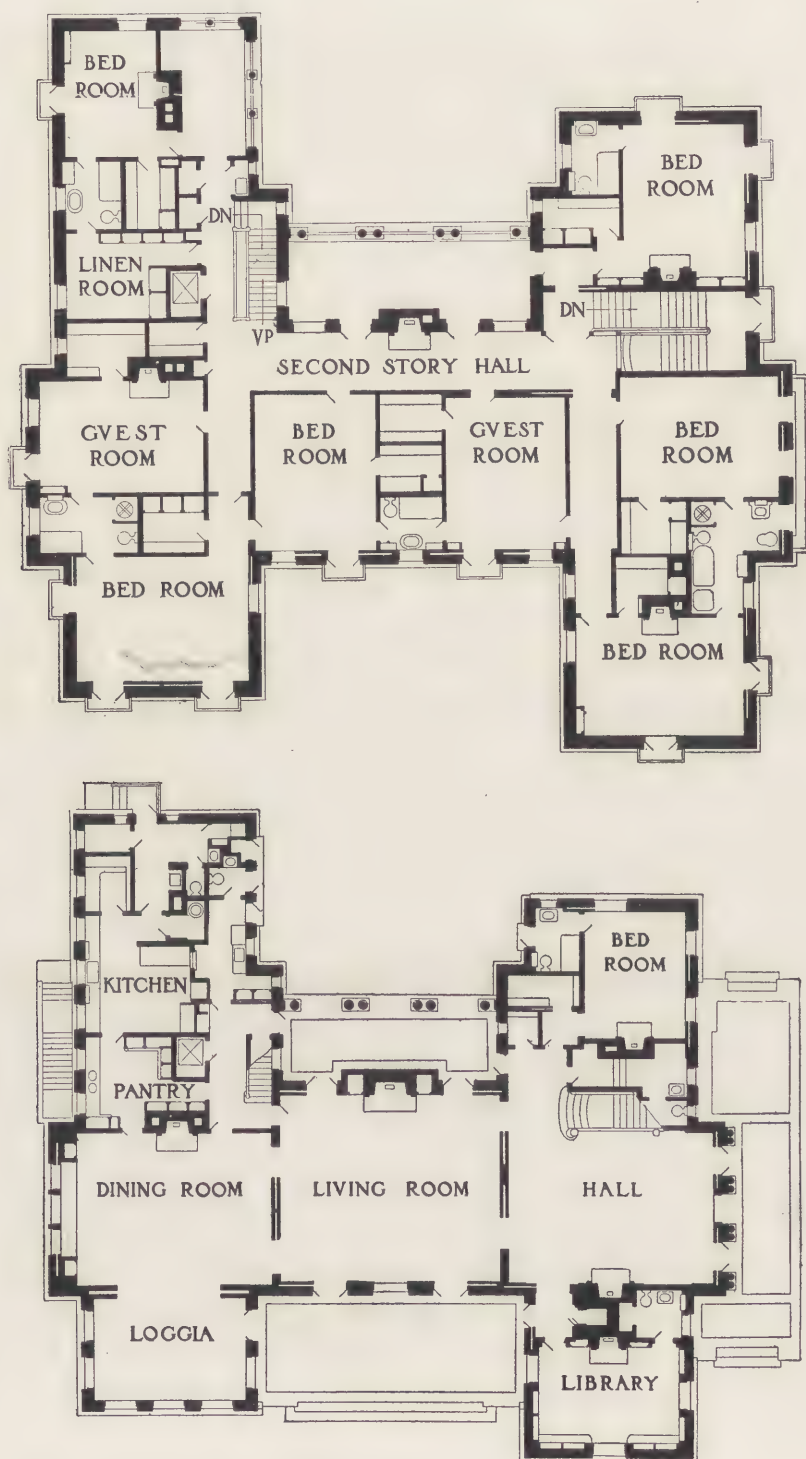 BED
ROOM
BED
ROOM
DN
LINEN
ROOM
DN
VP
SECOND STORY HALL
GVEST
ROOM
BED
ROOM
GVEST
ROOM
BED
ROOM
BED ROOM
BED ROOM
BED
ROOM
KITCHEN
PANTRY
DINING ROOM
LIVING ROOM
HALL
LOGGIA
LIBRARY